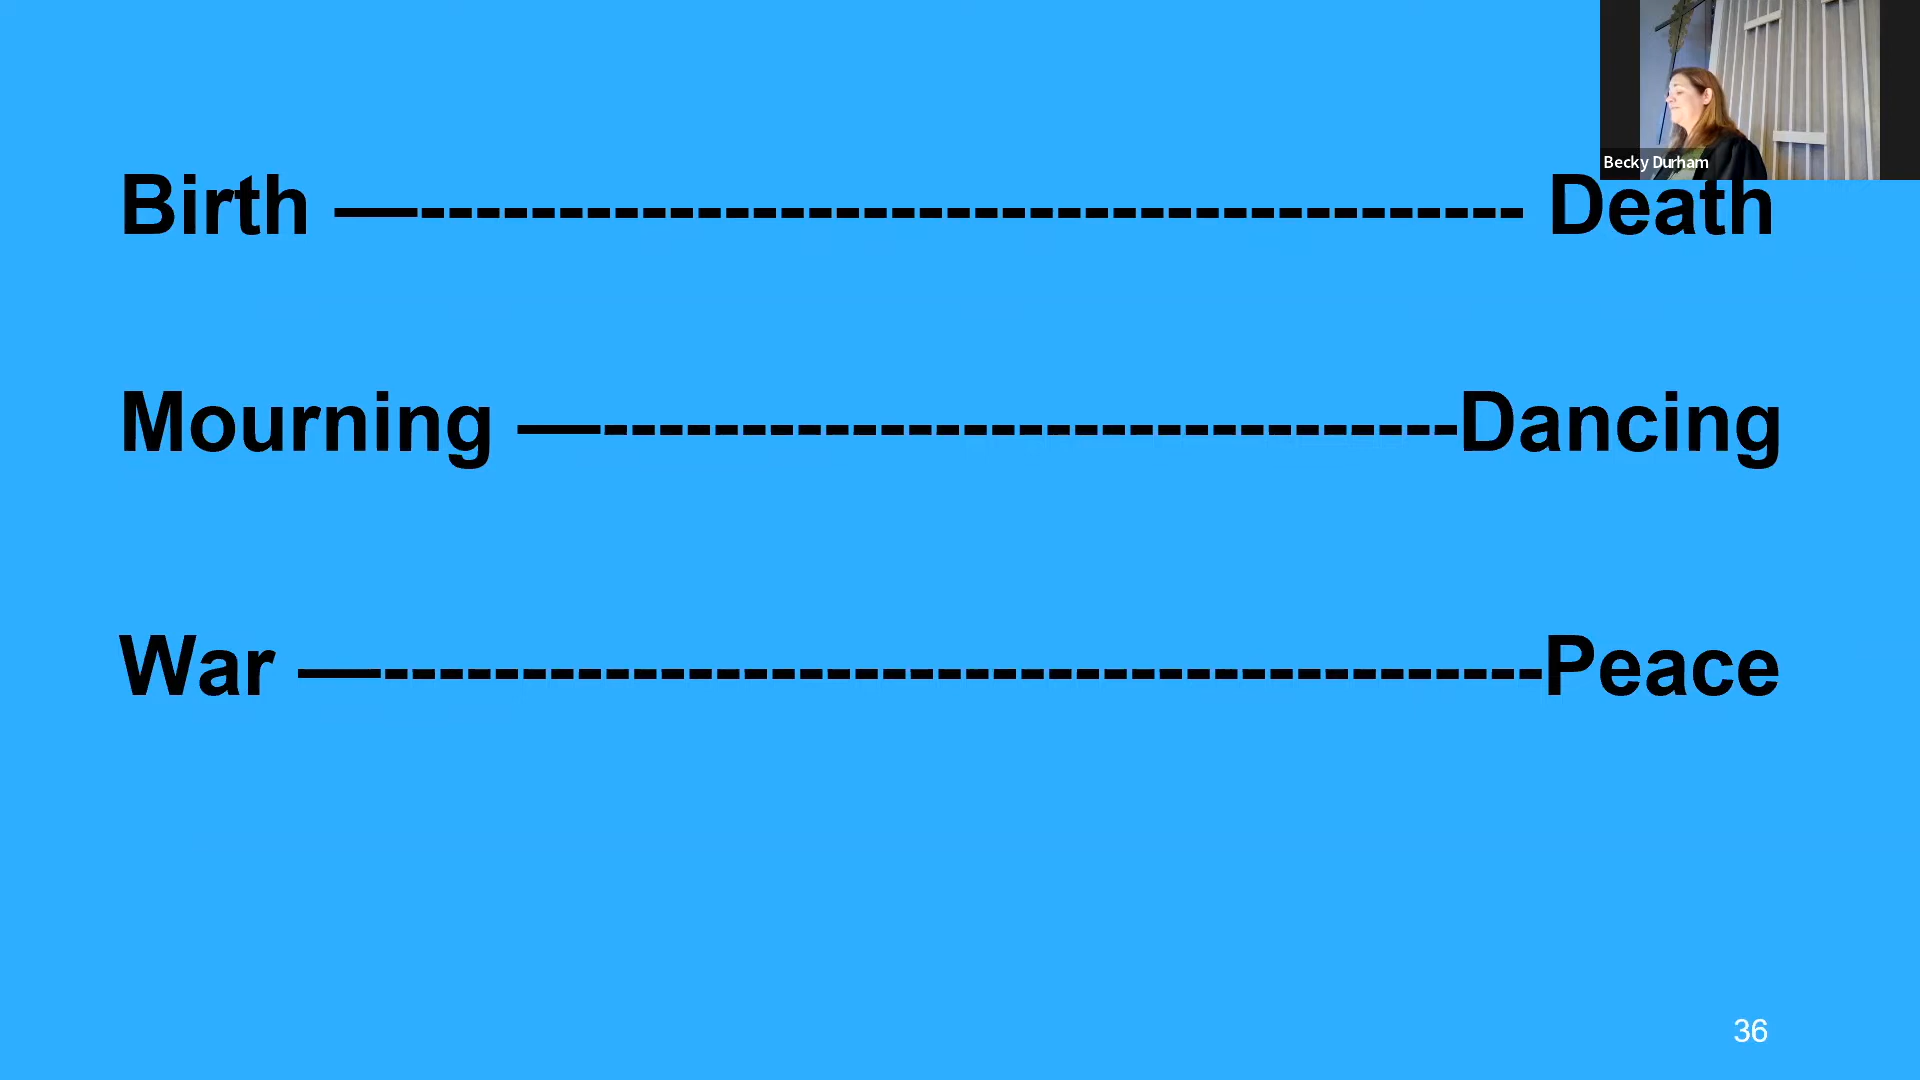 Becky Durham
Birth —---------------------------------------- Death
Mourning —-------------------------------Dancing
War —------------------------------------------Peace
36